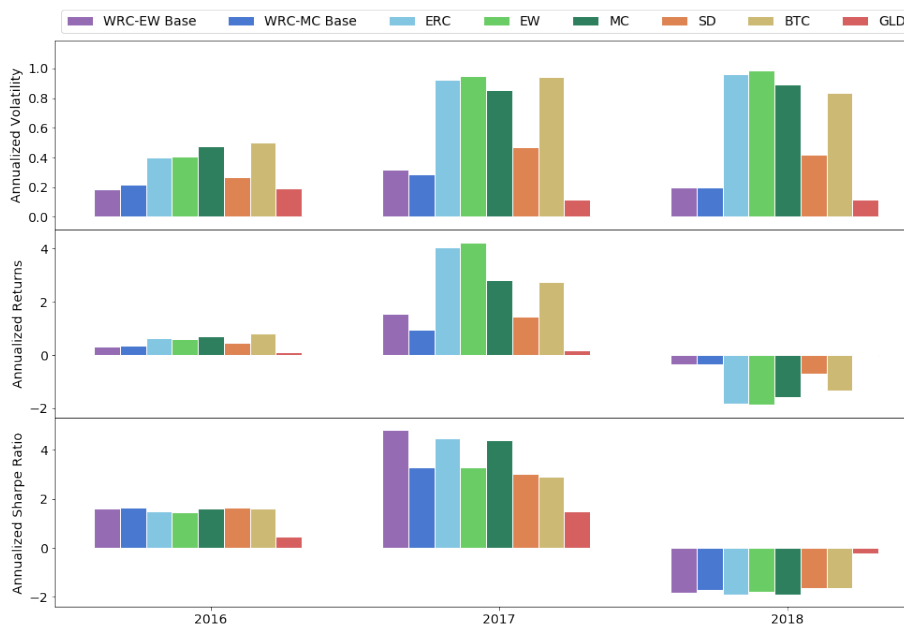 WRC-EW Base WRC-MC Base ERC EW MC SD BTC GLD
Annualized Volatility
1.0
0.8
0.6
0.4
0.2
0.0
Annualized Returns
4
2
0
−2
Annualized Sharpe Ratio
4
2
0
−2
2016 2017 2018